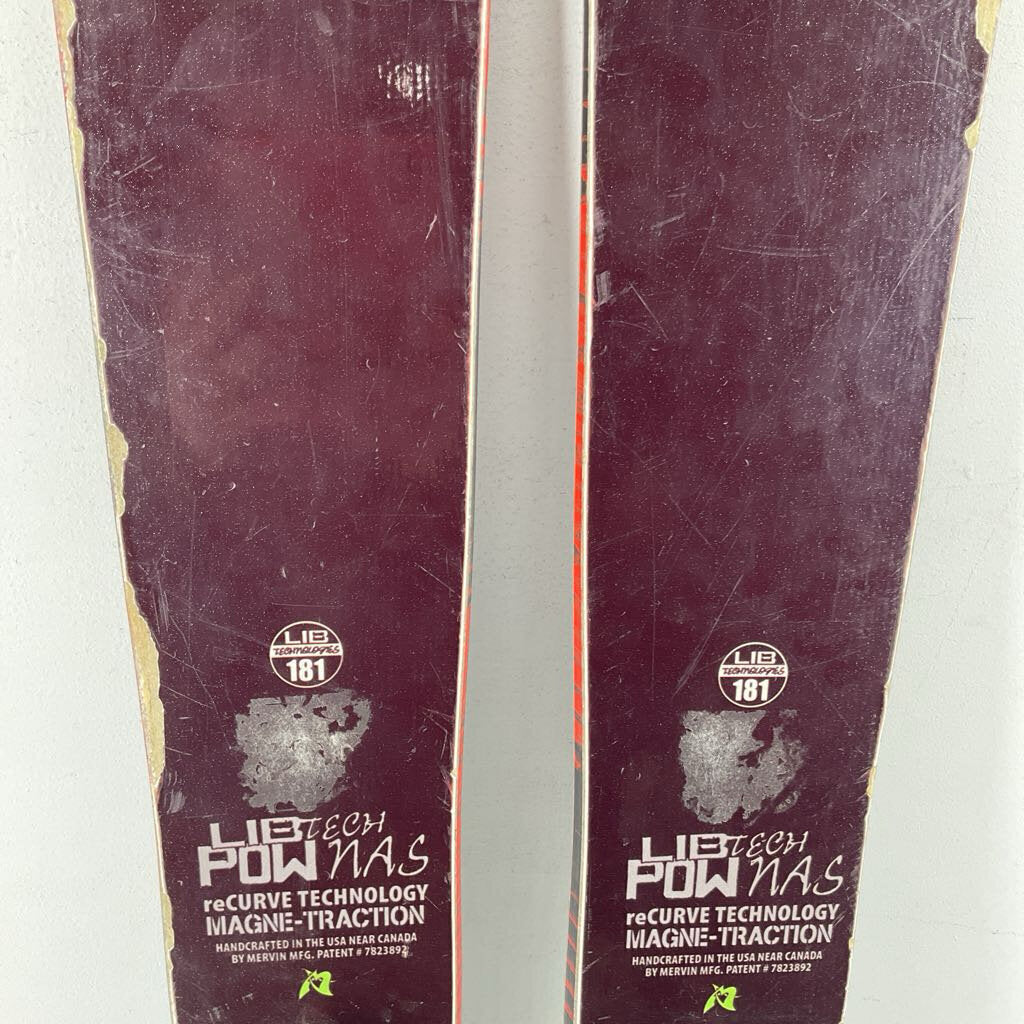 LIB
TECHNOLOGIES
181
LIB TECH
POW NAS
reCURVE TECHNOLOGY
MAGNE-TRACTION
HANDCRAFTED IN THE USA NEAR CANADA
BY MERVIN MFG. PATENT # 7823892
LIB
TECHNOLOGIES
181
LIB TECH
POW NAS
reCURVE TECHNOLOGY
MAGNE-TRACTION
HANDCRAFTED IN THE USA NEAR CANADA
BY MERVIN MFG. PATENT # 7823892